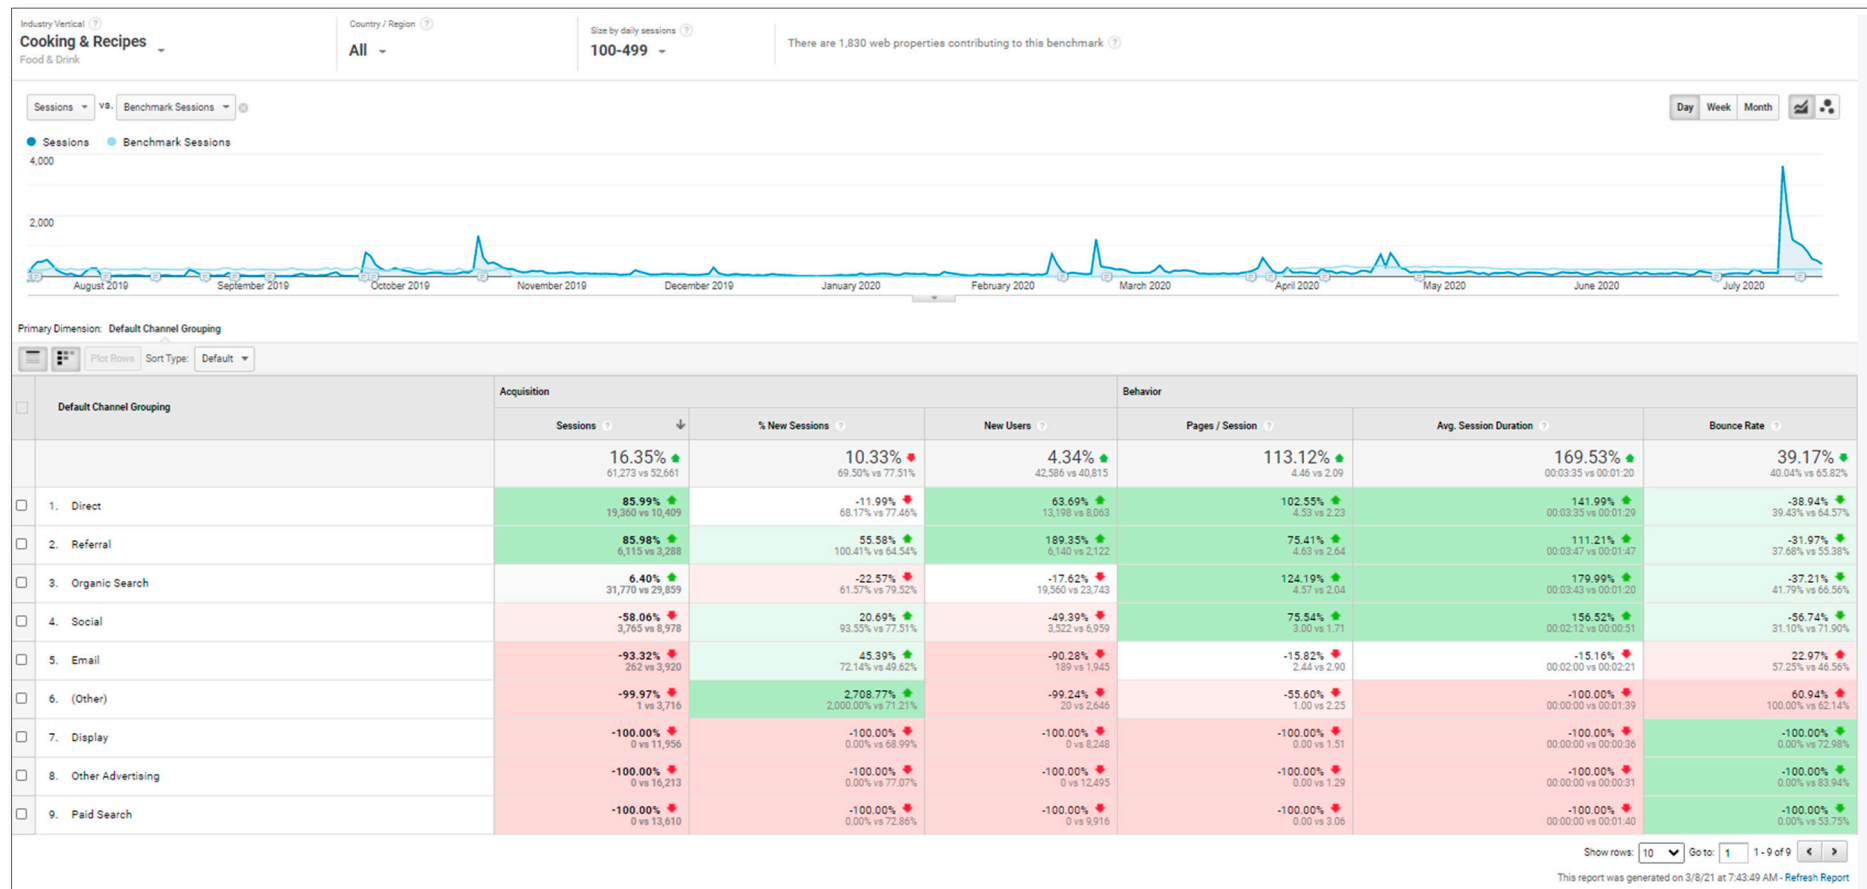 Industry Vertical ?
Cooking & Recipes
Food & Drink
Country / Region ?
All
Size by daily sessions ?
100-499
There are 1,830 web properties contributing to this benchmark ?
Sessions vs. Benchmark Sessions
Day Week Month
Sessions Benchmark Sessions
4,000
2,000
August 2019 September 2019 October 2019 November 2019 December 2019 January 2020 February 2020 March 2020 April 2020 May 2020 June 2020 July 2020
Primary Dimension: Default Channel Grouping
Plot Rows Sort Type: Default
Default Channel Grouping
Acquisition Behavior
Sessions ? % New Sessions ? New Users ? Pages / Session ? Avg. Session Duration ? Bounce Rate ?
16.35% 10.33% 4.34% 113.12% 169.53% 39.17%
61,273 vs 52,661 69.50% vs 77.51% 42,586 vs 40,815 4.46 vs 2.09 00:03:35 vs 00:01:20 40.04% vs 65.82%
1. Direct 85.99% -11.99% 63.69% 102.55% 141.99% -38.94%
19,360 vs 10,409 68.17% vs 77.46% 13,198 vs 8,063 4.53 vs 2.23 00:03:35 vs 00:01:29 39.43% vs 64.57%
2. Referral 85.98% 55.58% 189.35% 75.41% 111.21% -31.97%
6,115 vs 3,288 100.41% vs 64.54% 6,140 vs 2,122 4.63 vs 2.64 00:03:47 vs 00:01:47 37.68% vs 55.38%
3. Organic Search 6.40% -22.57% -17.62% 124.19% 179.99% -37.21%
31,770 vs 29,859 61.57% vs 79.52% 19,560 vs 23,743 4.57 vs 2.04 00:03:43 vs 00:01:20 41.79% vs 66.56%
4. Social -58.06% 20.69% -49.39% 75.54% 156.52% -56.74%
3,765 vs 8,978 93.55% vs 77.51% 3,522 vs 6,959 3.00 vs 1.71 00:02:12 vs 00:00:51 31.10% vs 71.90%
5. Email -93.32% 45.39% -90.28% -15.82% -15.16% 22.97%
262 vs 3,920 72.14% vs 49.62% 189 vs 1,945 2.44 vs 2.90 00:02:00 vs 00:02:21 57.25% vs 46.56%
6. (Other) -99.97% 2,708.77% -99.24% -55.60% -100.00% 60.94%
1 vs 3,716 2,000.00% vs 71.21% 20 vs 2,646 1.00 vs 2.25 00:00:00 vs 00:01:39 100.00% vs 62.14%
7. Display -100.00% -100.00% -100.00% -100.00% -100.00% -100.00%
0 vs 11,956 0.00% vs 68.99% 0 vs 8,248 0.00 vs 1.51 00:00:00 vs 00:00:36 0.00% vs 72.98%
8. Other Advertising -100.00% -100.00% -100.00% -100.00% -100.00% -100.00%
0 vs 16,213 0.00% vs 77.07% 0 vs 12,495 0.00 vs 1.29 00:00:00 vs 00:00:31 0.00% vs 83.94%
9. Paid Search -100.00% -100.00% -100.00% -100.00% -100.00% -100.00%
0 vs 13,610 0.00% vs 72.86% 0 vs 9,916 0.00 vs 3.06 00:00:00 vs 00:01:40 0.00% vs 53.75%
Show rows: 10 Go to: 1 1 - 9 of 9
This report was generated on 3/8/21 at 7:43:49 AM - Refresh Report